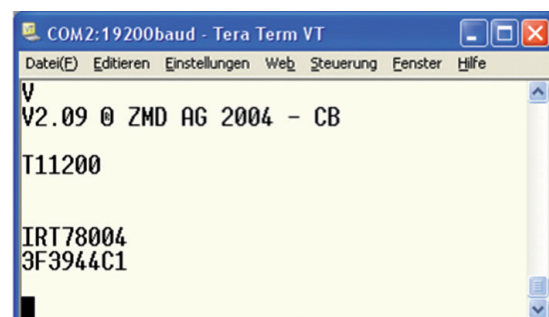 COM2:19200baud - Tera Term VT
Datei(F) Editieren Einstellungen Web Steuerung Fenster Hilfe
V
V2.09 @ ZMD AG 2004 - CB
T11200
IRT78004
3F3944C1